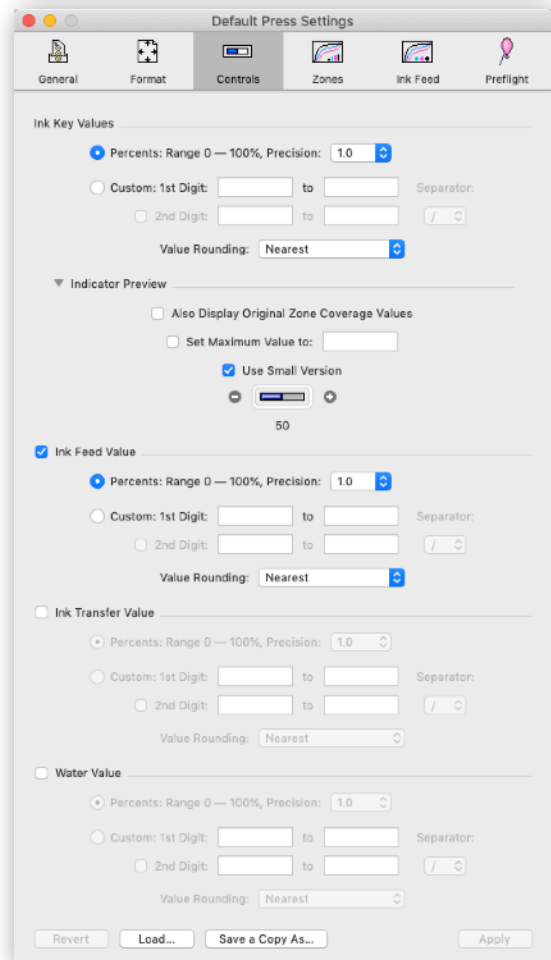 Default Press Settings
General Format Controls Zones Ink Feed Preflight
Ink Key Values
Percents: Range 0 — 100%, Precision: 1.0
Custom: 1st Digit: to Separator:
2nd Digit: to /
Value Rounding: Nearest
Indicator Preview
Also Display Original Zone Coverage Values
Set Maximum Value to:
Use Small Version
50
Ink Feed Value
Percents: Range 0 — 100%, Precision: 1.0
Custom: 1st Digit: to Separator:
2nd Digit: to /
Value Rounding: Nearest
Ink Transfer Value
Percents: Range 0 — 100%, Precision: 1.0
Custom: 1st Digit: to Separator:
2nd Digit: to /
Value Rounding: Nearest
Water Value
Percents: Range 0 — 100%, Precision: 1.0
Custom: 1st Digit: to Separator:
2nd Digit: to /
Value Rounding: Nearest
Revert Load... Save a Copy As... Apply